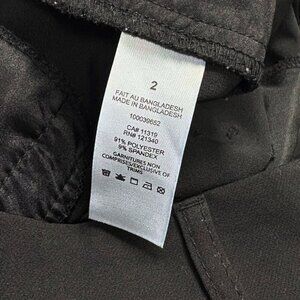 2
FAIT AU BANGLADESH
MADE IN BANGLADESH
100039652
CA# 11319
RN# 121340
91% POLYESTER
9% SPANDEX
GARNITURES NON
COMPRISES/EXCLUSIVE OF
TRIMS